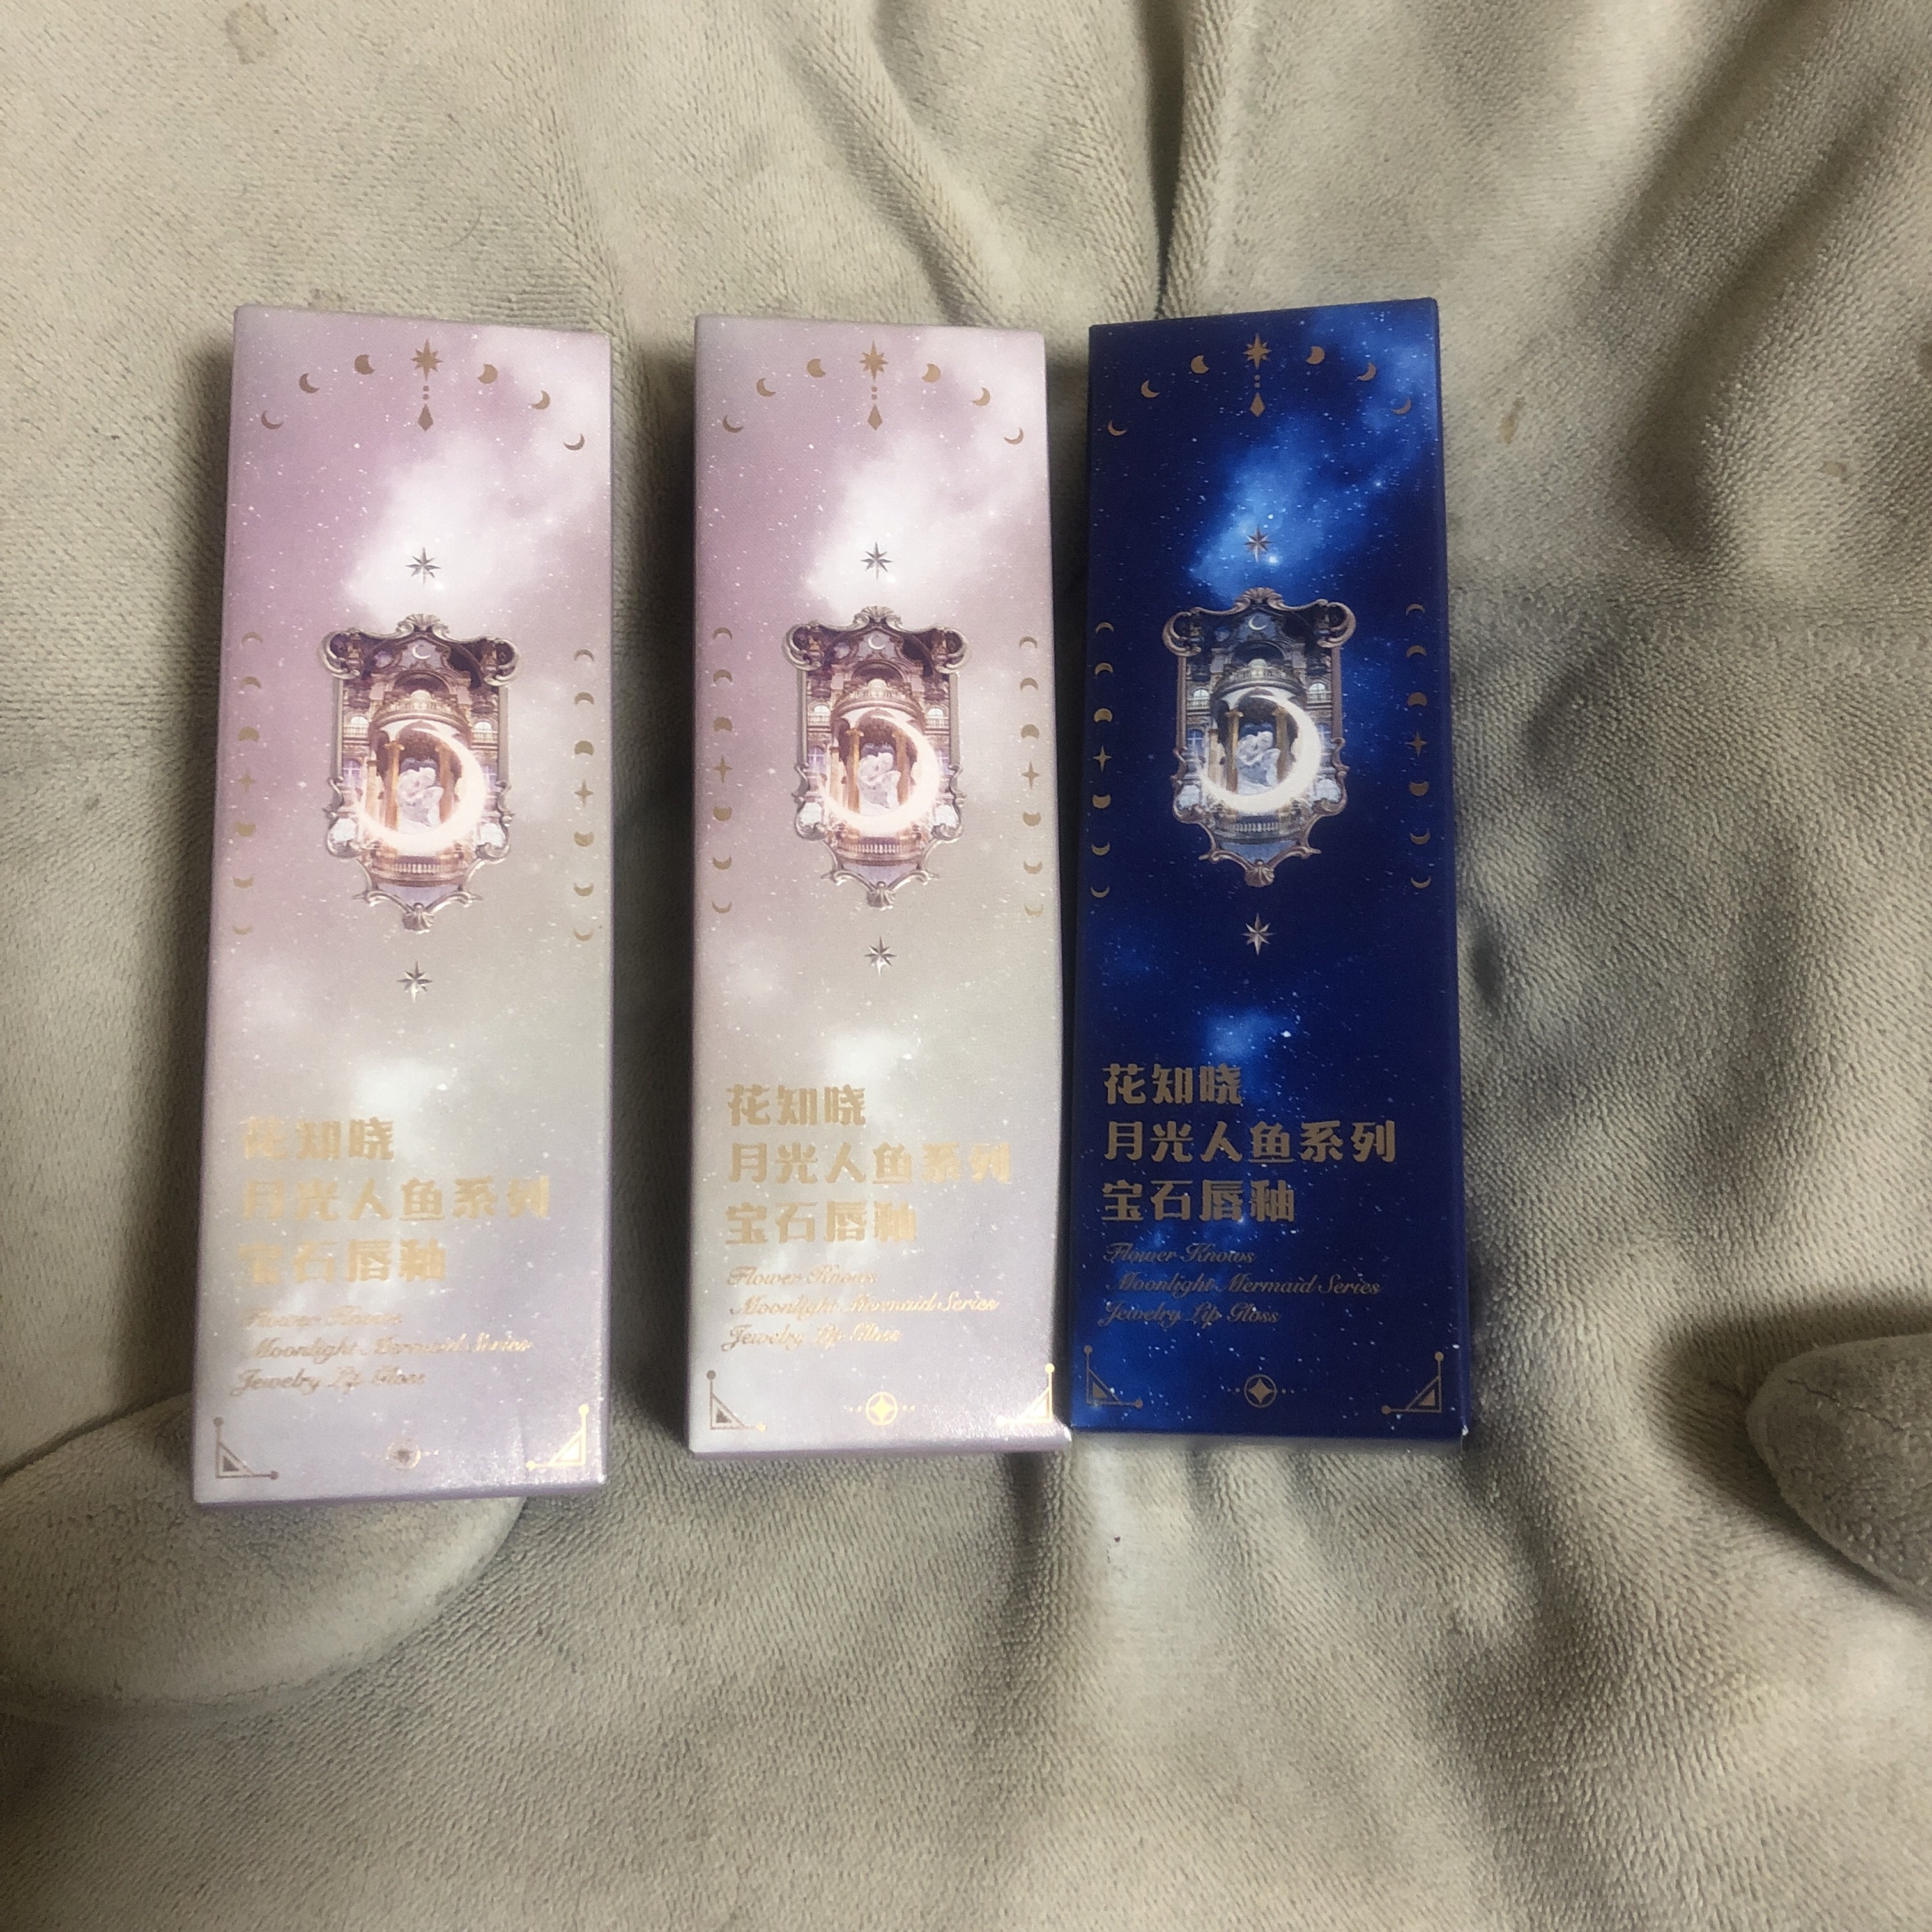 花知晓
月光人鱼系列
宝石唇釉
Flower Knows
Moonlight Mermaid Series
Jewelry Lip Gloss
花知晓
月光人鱼系列
宝石唇釉
Flower Knows
Moonlight Mermaid Series
Jewelry Lip Gloss
花知晓
月光人鱼系列
宝石唇釉
Flower Knows
Moonlight Mermaid Series
Jewelry Lip Gloss